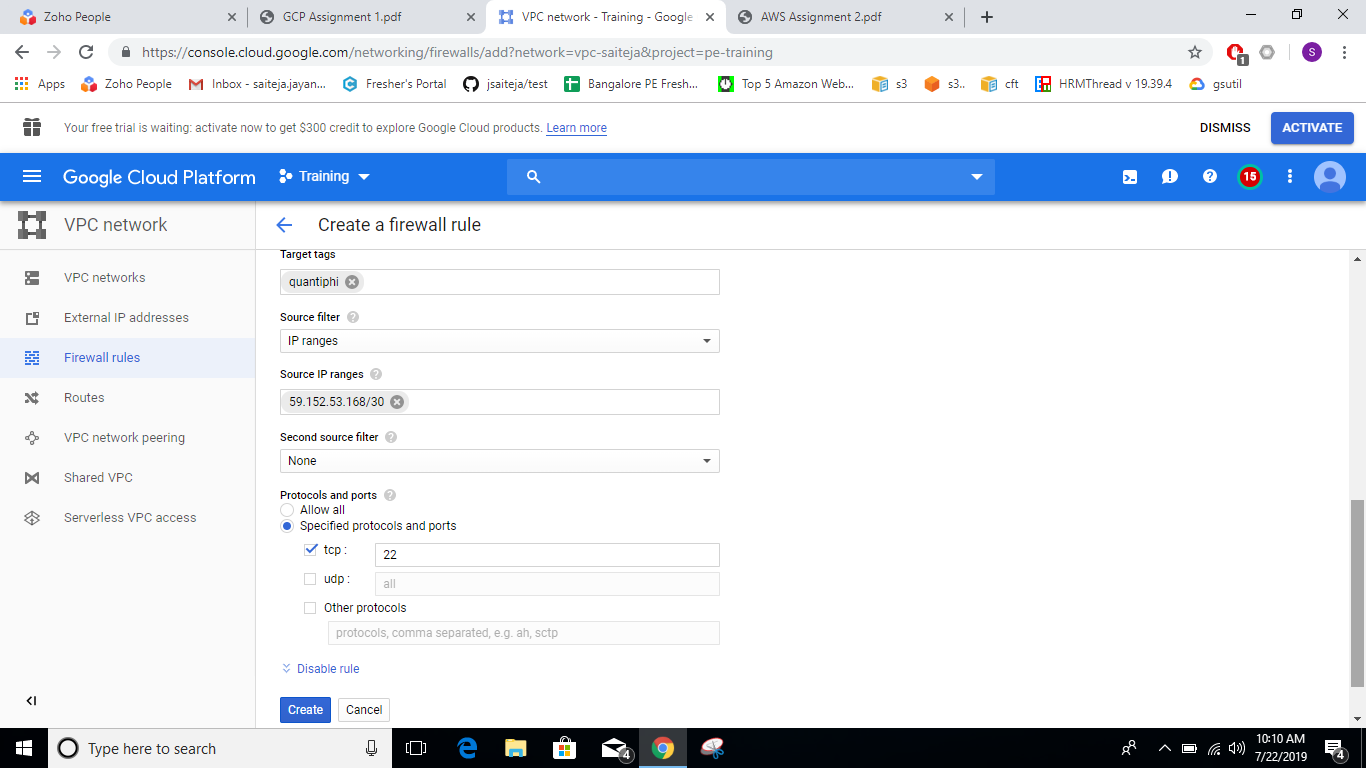 Zoho People
GCP Assignment 1.pdf
VPC network - Training - Google
AWS Assignment 2.pdf
https://console.cloud.google.com/networking/firewalls/add?network=vpc-saiteja&project=pe-training
S
1
Apps
Zoho People
Inbox - saiteja.jayan...
Fresher's Portal
jsaiteja/test
Bangalore PE Fresh...
Top 5 Amazon Web...
s3
s3..
cft
HRMThread v 19.39.4
gsutil
Your free trial is waiting: activate now to get $300 credit to explore Google Cloud products. Learn more
DISMISS
ACTIVATE
Google Cloud Platform
Training
15
VPC network
Create a firewall rule
VPC networks
External IP addresses
Firewall rules
Routes
VPC network peering
Shared VPC
Serverless VPC access
Target tags
quantiphi
Source filter
IP ranges
Source IP ranges
59.152.53.168/30
Second source filter
None
Protocols and ports
Allow all
Specified protocols and ports
tcp :
22
udp :
all
Other protocols
protocols, comma separated, e.g. ah, sctp
Disable rule
Create
Cancel
Type here to search
4
10:10 AM
7/22/2019
4